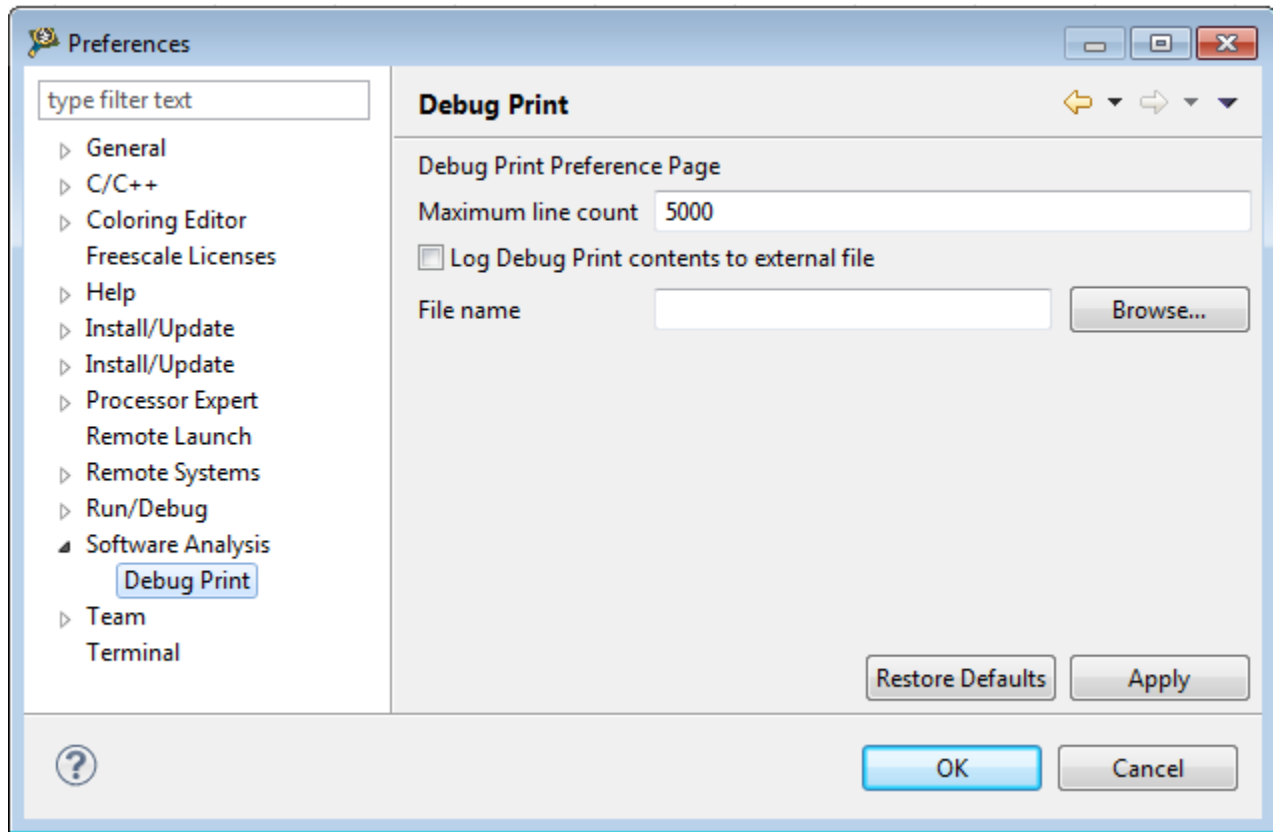 Preferences
type filter text
General
C/C++
Coloring Editor
Freescale Licenses
Help
Install/Update
Install/Update
Processor Expert
Remote Launch
Remote Systems
Run/Debug
Software Analysis
Debug Print
Team
Terminal
Debug Print
Debug Print Preference Page
Maximum line count 5000
Log Debug Print contents to external file
File name Browse...
Restore Defaults Apply
? OK Cancel